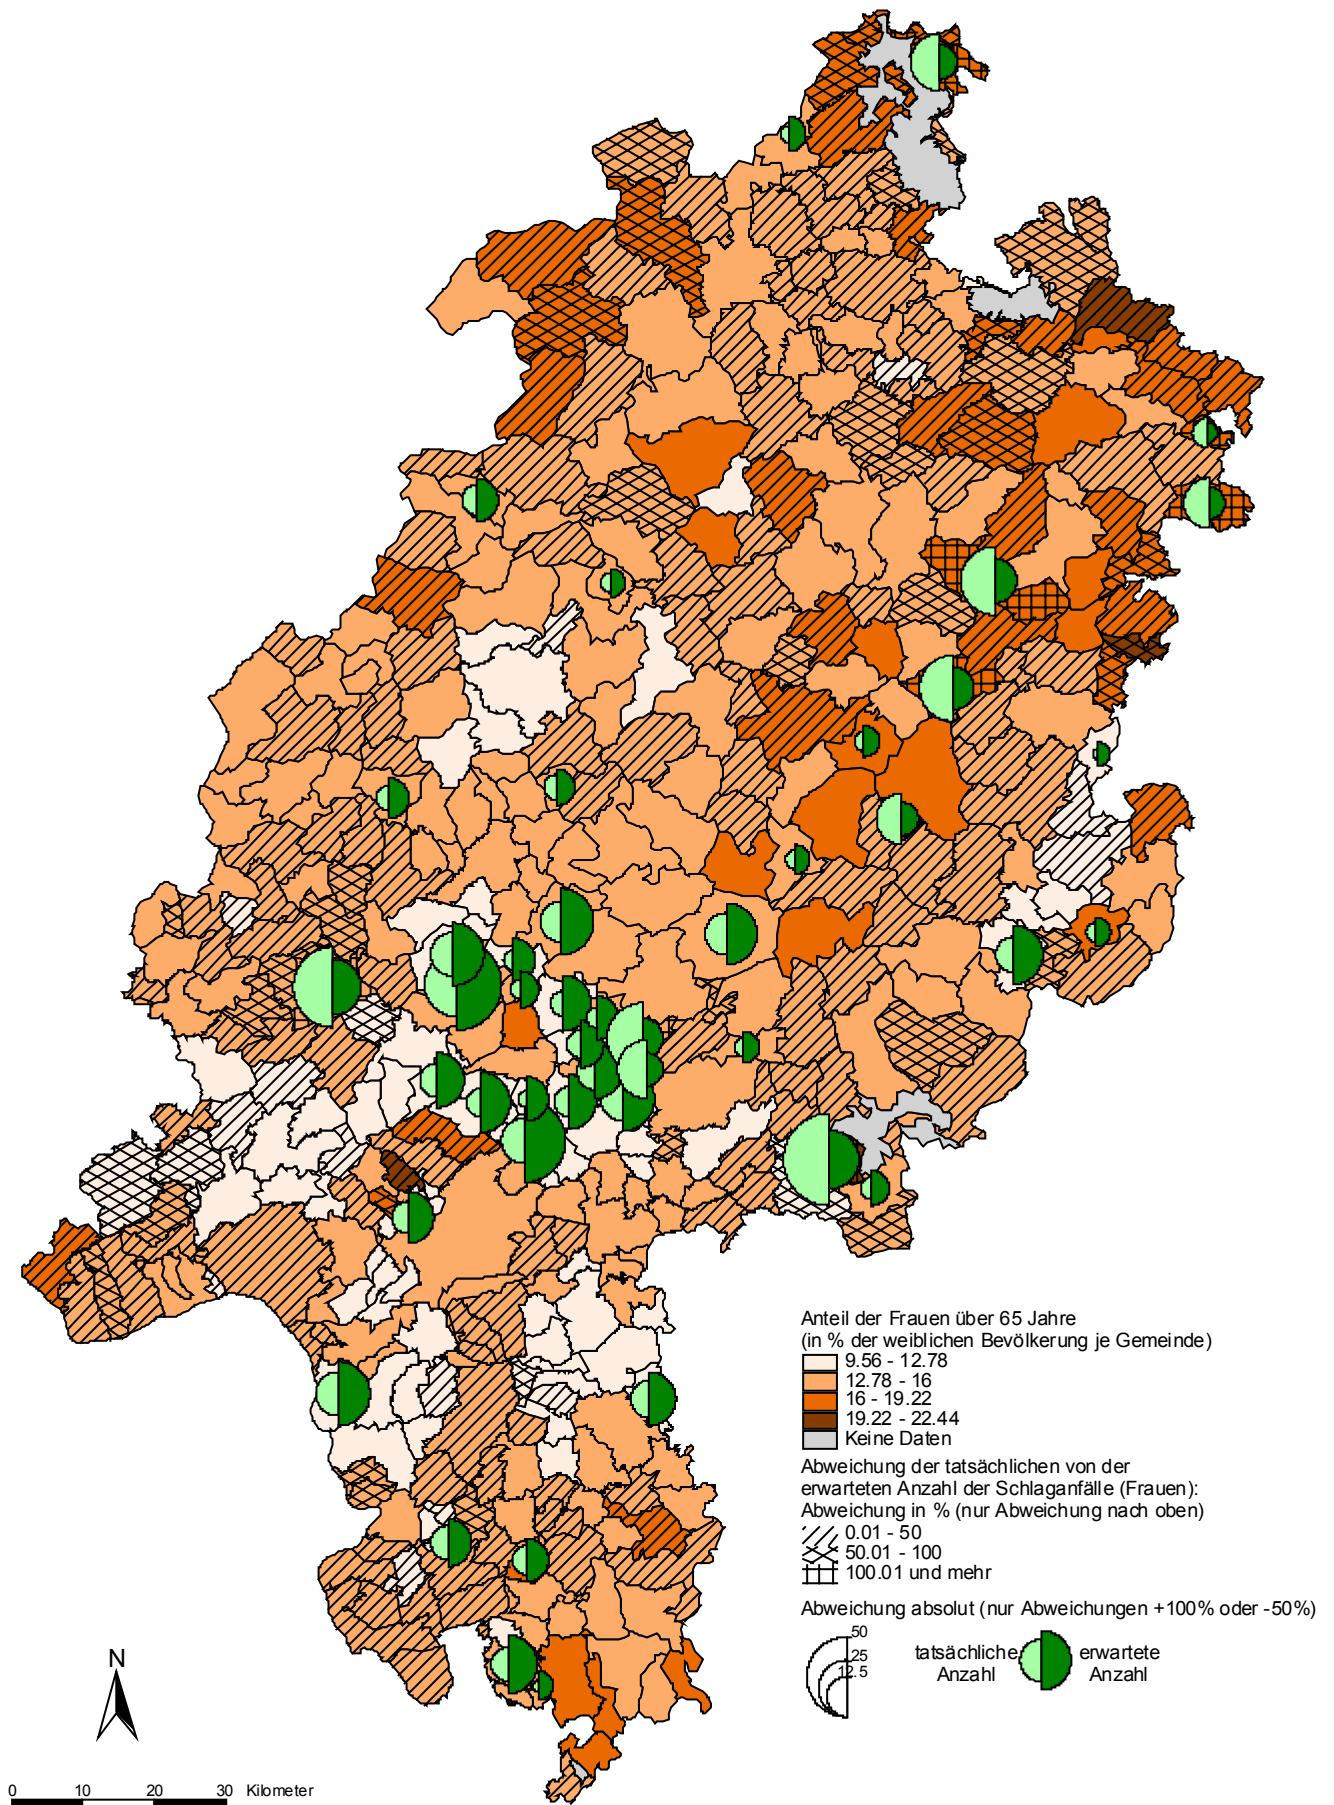 Anteil der Frauen über 65 Jahre
(in % der weiblichen Bevölkerung je Gemeinde)
9.56 - 12.78
12.78 - 16
16 - 19.22
19.22 - 22.44
Keine Daten
Abweichung der tatsächlichen von der
erwarteten Anzahl der Schlaganfälle (Frauen):
Abweichung in % (nur Abweichung nach oben)
0.01 - 50
50.01 - 100
100.01 und mehr
Abweichung absolut (nur Abweichungen +100% oder -50%)
50
25
12.5
tatsächliche erwartete
Anzahl Anzahl
N
0 10 20 30 Kilometer